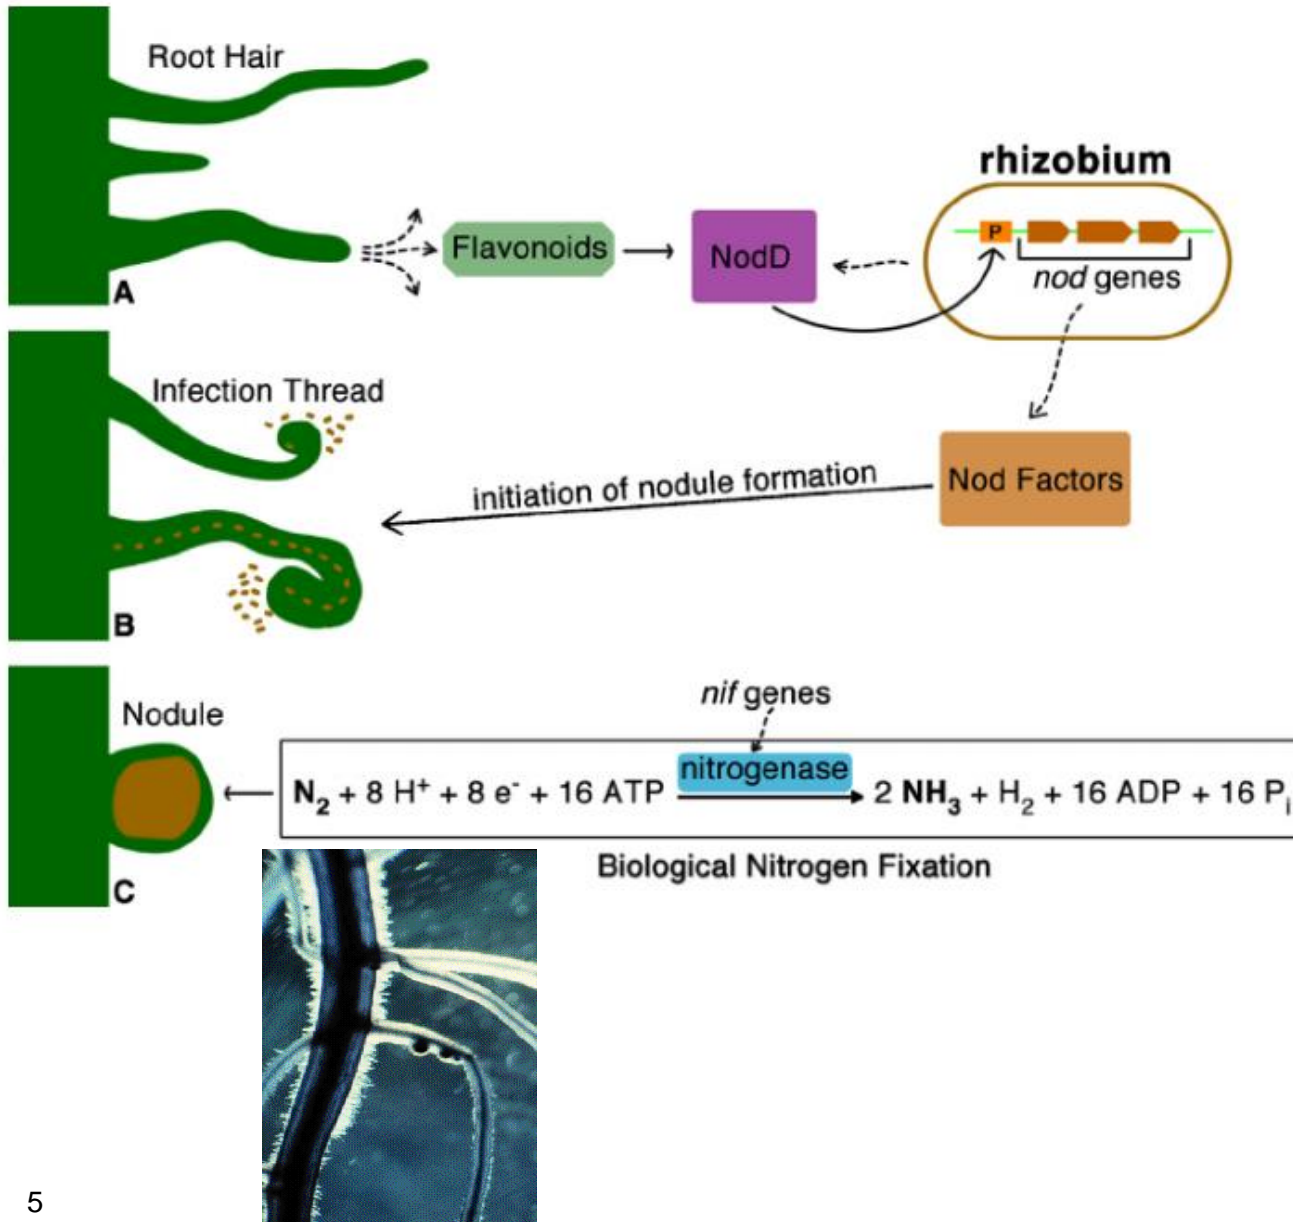 Root Hair
rhizobium
P
Flavonoids
NodD
nod genes
A
Infection Thread
Nod Factors
initiation of nodule formation
B
nif genes
Nodule
nitrogenase
N₂ + 8 H⁺ + 8 e⁻ + 16 ATP 2 NH₃ + H₂ + 16 ADP + 16 Pᵢ
Biological Nitrogen Fixation
C
5